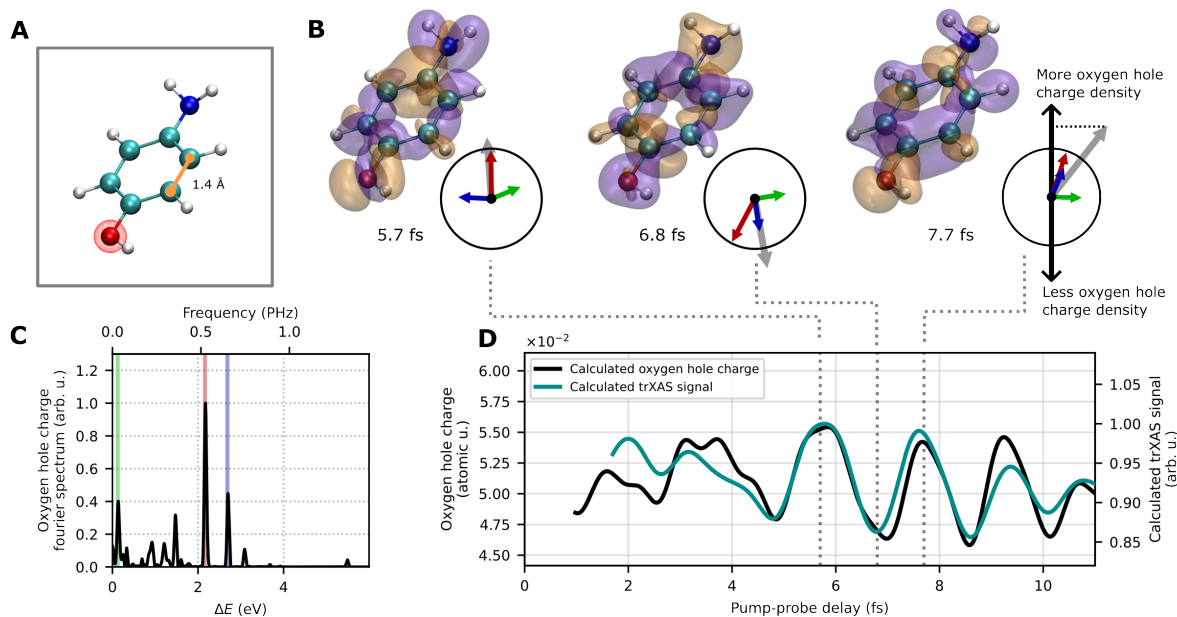 A
1.4 Å
B
5.7 fs
6.8 fs
7.7 fs
More oxygen hole
charge density
Less oxygen hole
charge density
C
Frequency (PHz)
0.0 0.5 1.0
Oxygen hole charge
fourier spectrum (arb. u.)
1.2
1.0
0.8
0.6
0.4
0.2
0.0
0 2 4
ΔE (eV)
D
×10⁻²
Calculated oxygen hole charge
Calculated trXAS signal
Oxygen hole charge
(atomic u.)
6.00
5.75
5.50
5.25
5.00
4.75
4.50
0 2 4 6 8 10
Pump-probe delay (fs)
1.05
1.00
0.95
0.90
0.85
Calculated trXAS signal
(arb. u.)